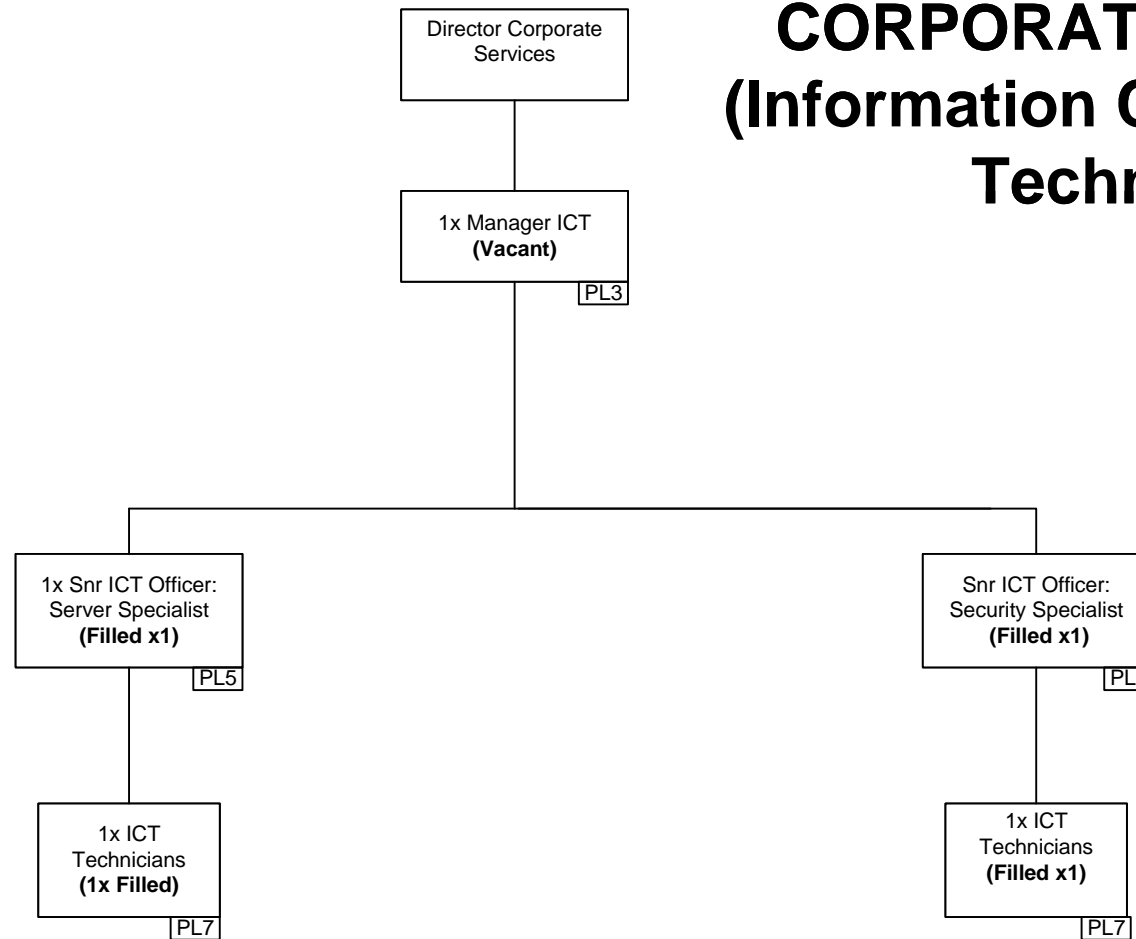 CORPORAT
(Information
Techn
Director Corporate
Services
1x Manager ICT
(Vacant)
PL3
1x Snr ICT Officer:
Server Specialist
(Filled x1)
PL5
Snr ICT Officer:
Security Specialist
(Filled x1)
PL
1x ICT
Technicians
(1x Filled)
PL7
1x ICT
Technicians
(Filled x1)
PL7